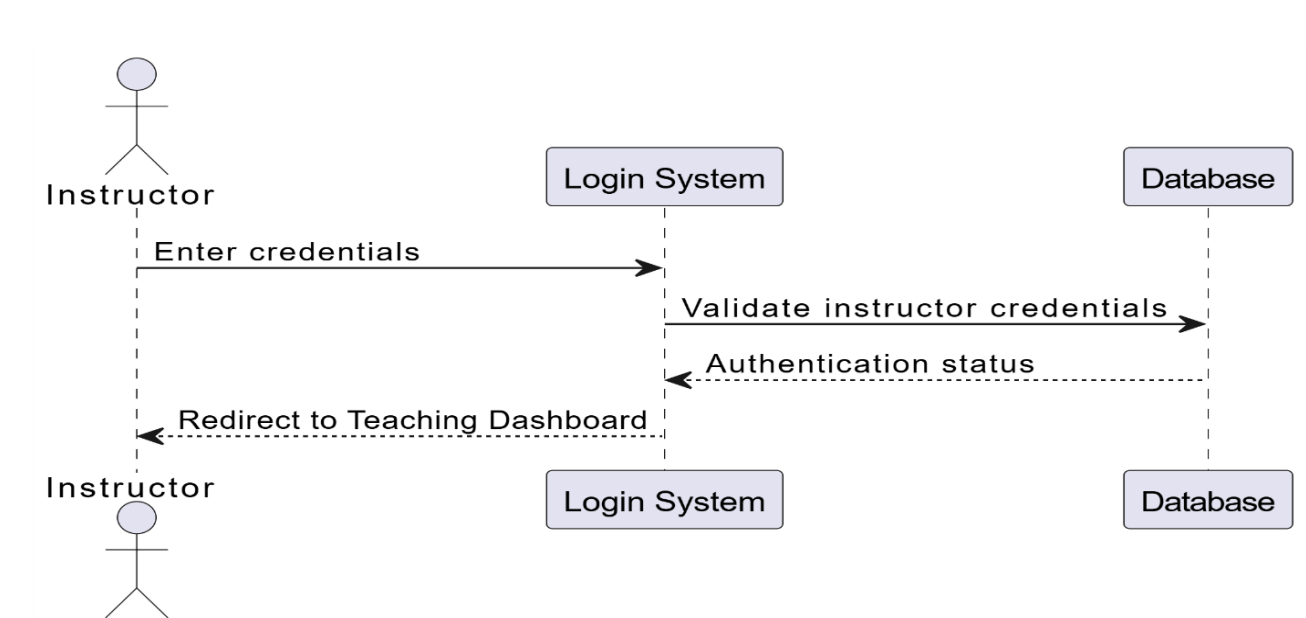 Instructor
Login System
Database
Enter credentials
Validate instructor credentials
Authentication status
Redirect to Teaching Dashboard
Instructor
Login System
Database